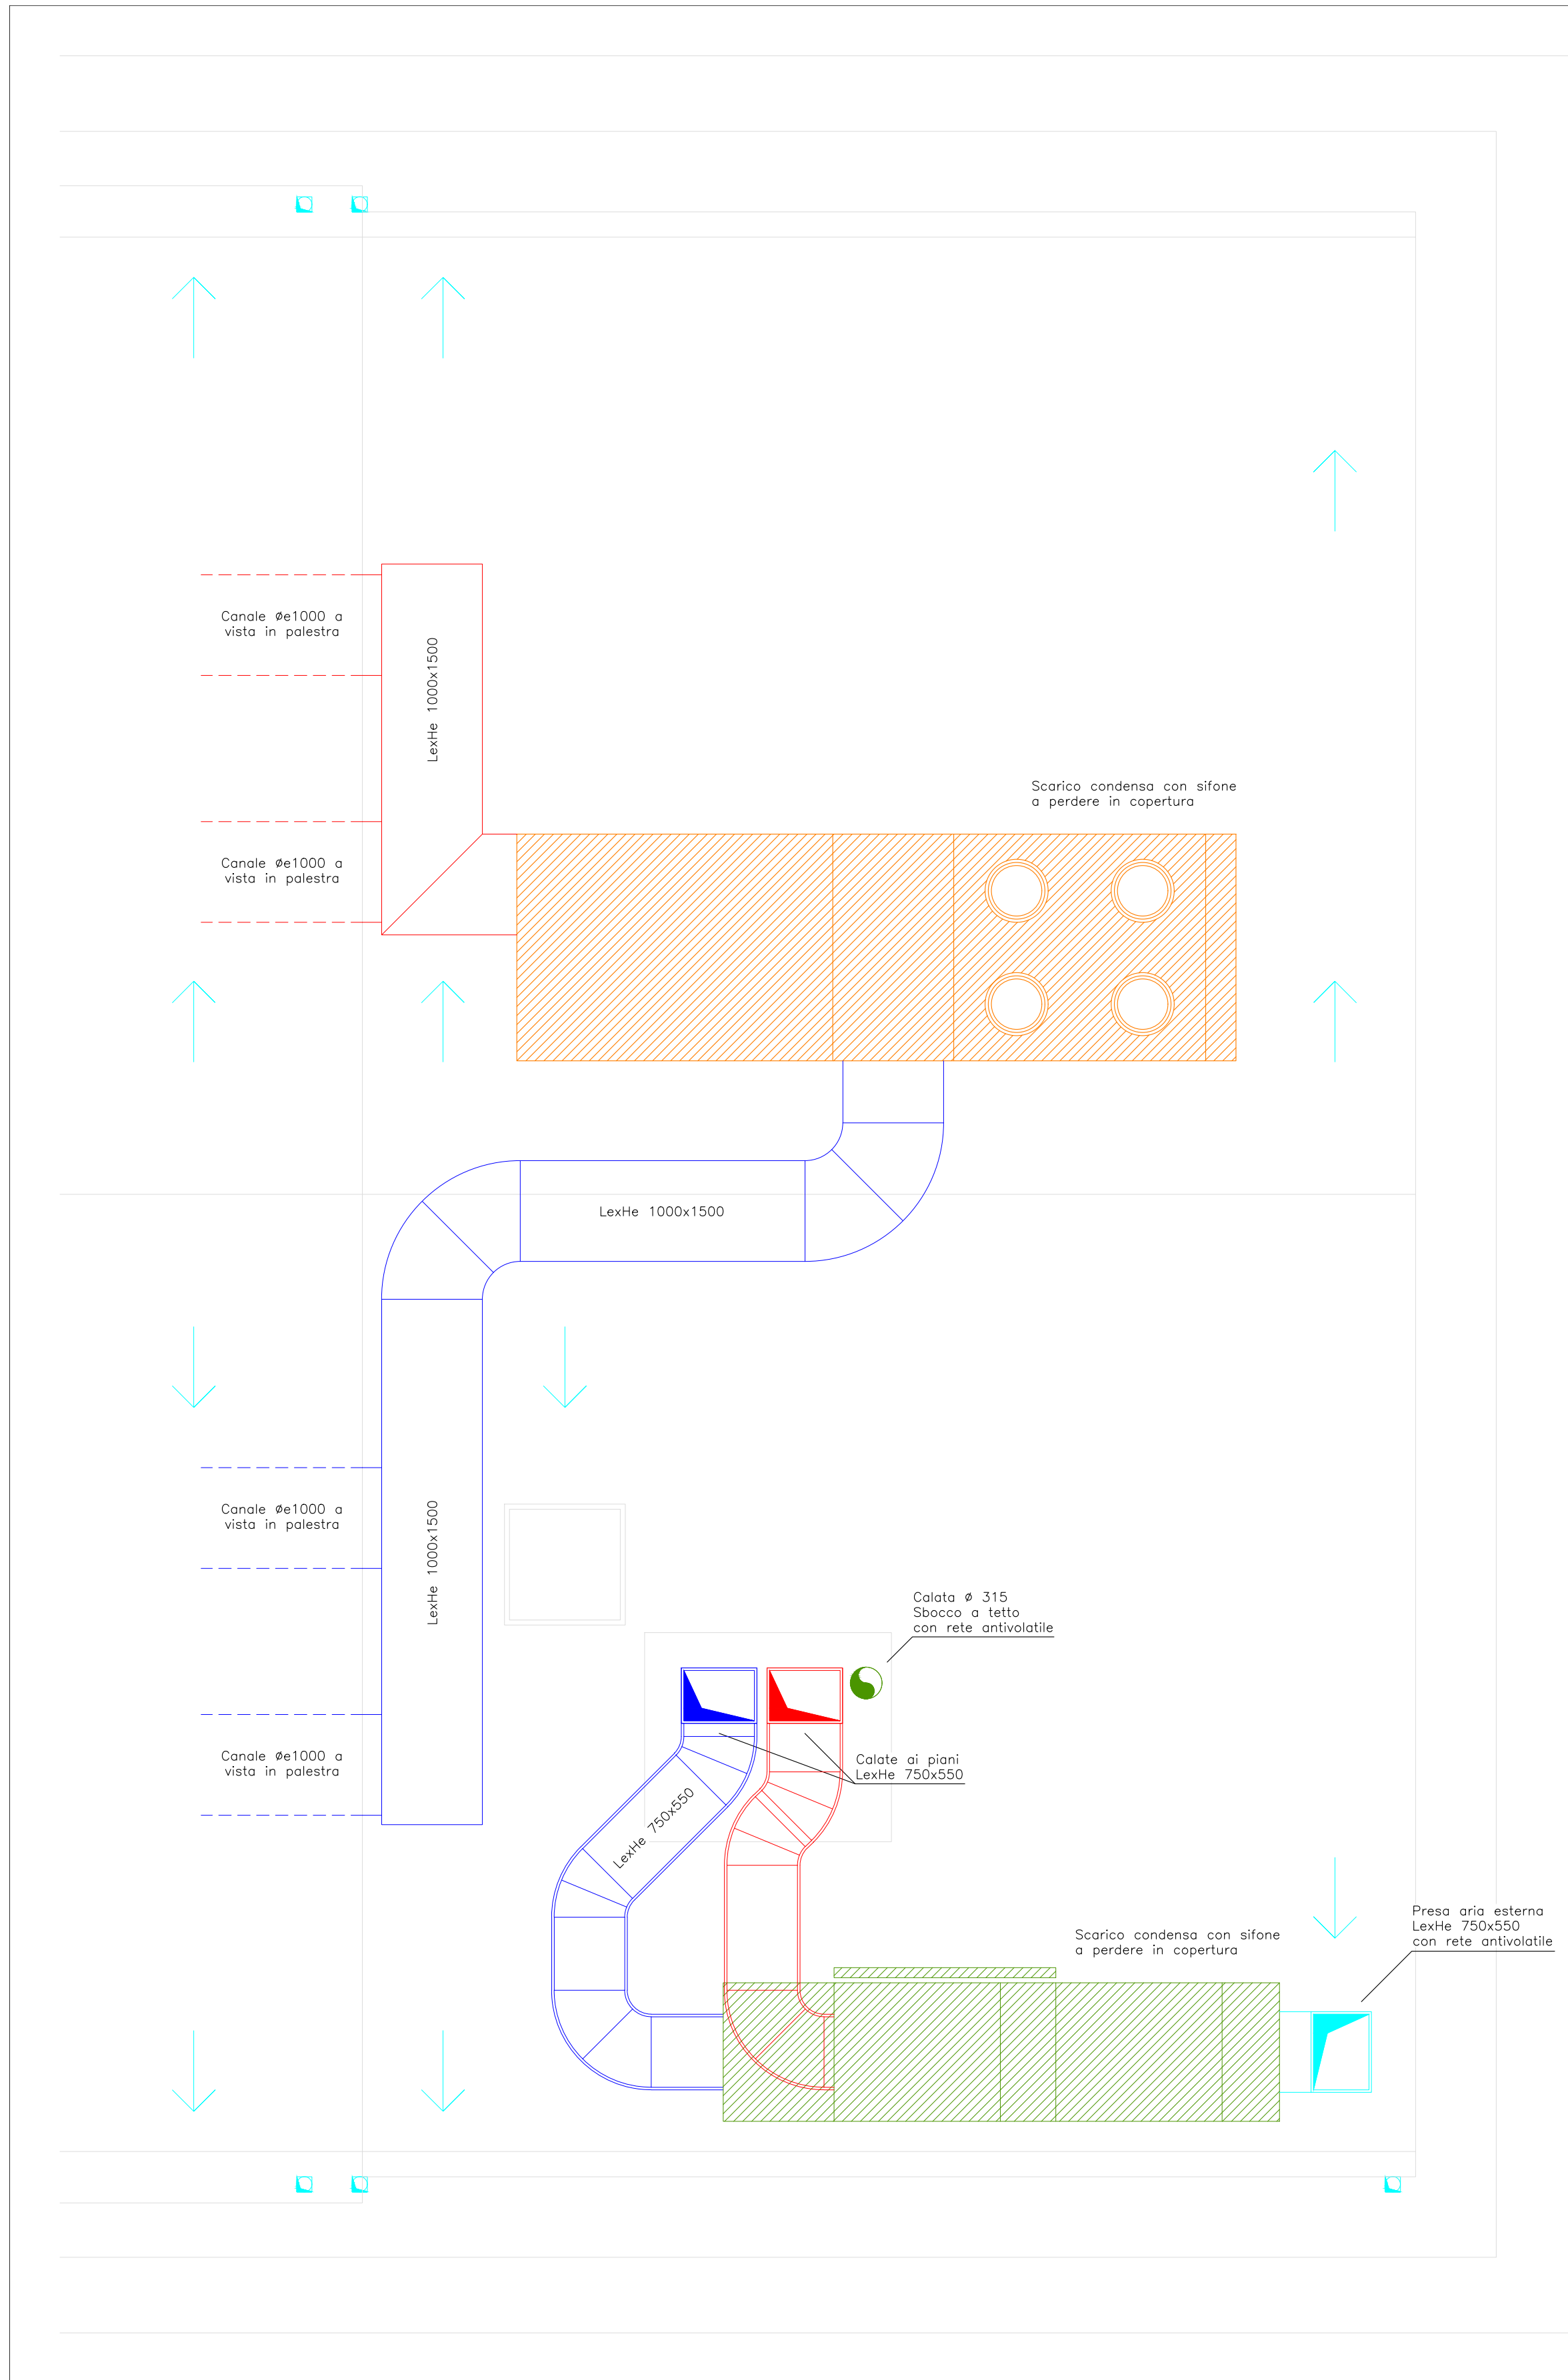 Canale Øe1000 a
vista in palestra
LexHe 1000x1500
Scarico condensa con sifone
a perdere in copertura
Canale Øe1000 a
vista in palestra
LexHe 1000x1500
Canale Øe1000 a
vista in palestra
LexHe 1000x1500
Calata Ø 315
Sbocco a tetto
con rete antivolatile
Canale Øe1000 a
vista in palestra
Calate ai piani
LexHe 750x550
LexHe 750x550
Presa aria esterna
LexHe 750x550
con rete antivolatile
Scarico condensa con sifone
a perdere in copertura